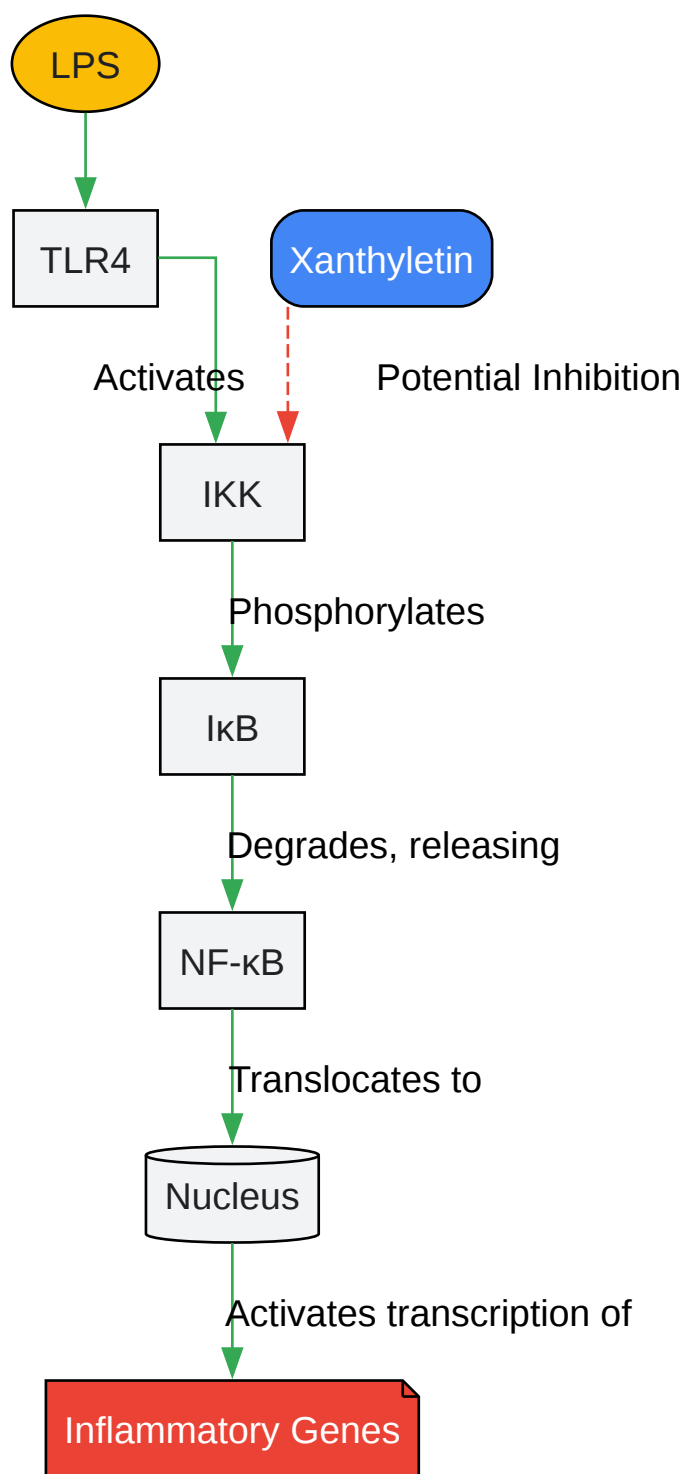 LPS
TLR4
Xanthyletin
Activates
Potential Inhibition
IKK
Phosphorylates
IκB
Degrades, releasing
NF-κB
Translocates to
Nucleus
Activates transcription of
Inflammatory Genes